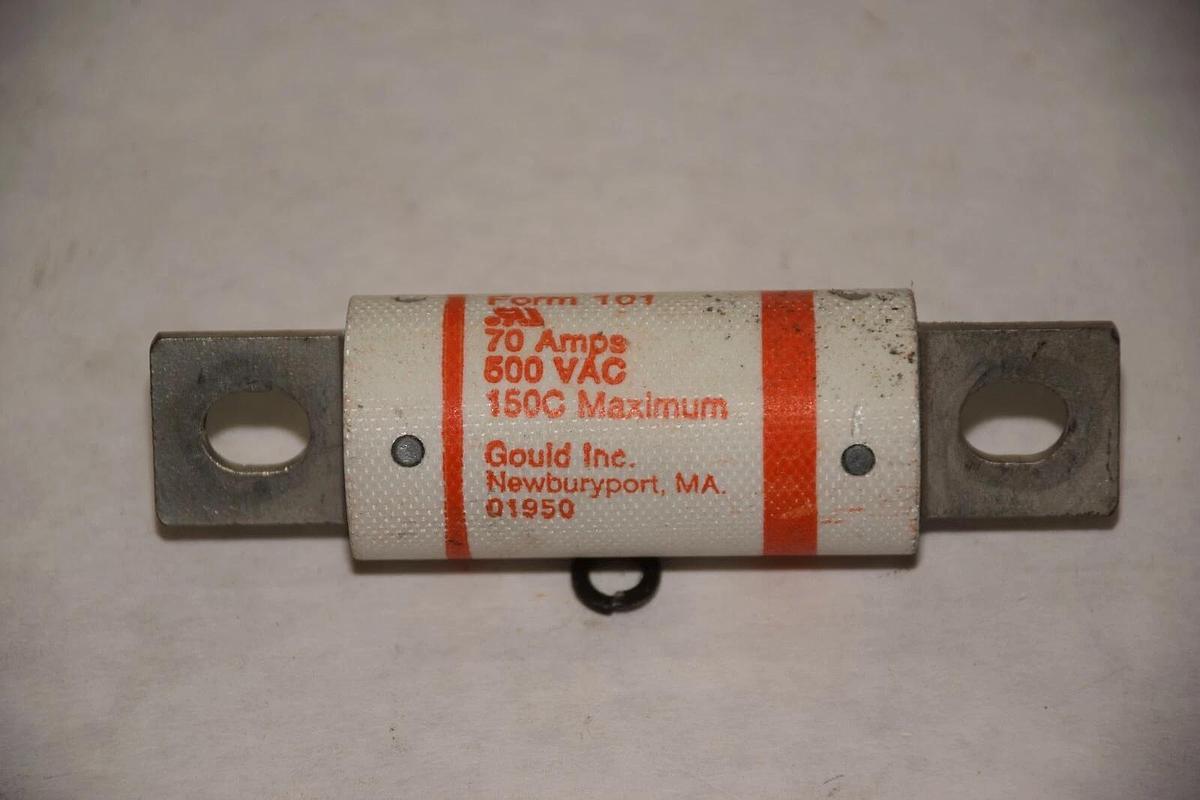 Form 101
70 Amps
500 VAC
150C Maximum
Gould Inc.
Newburyport, MA.
01950